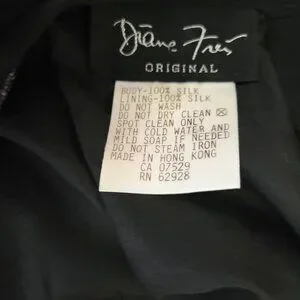 Diane Freis
ORIGINAL
BODY-100% SILK
LINING-100% SILK
DO NOT WASH
DO NOT DRY CLEAN
SPOT CLEAN ONLY
WITH COLD WATER AND
MILD SOAP IF NEEDED
DO NOT STEAM IRON
MADE IN HONG KONG
CA 07529
RN 62928